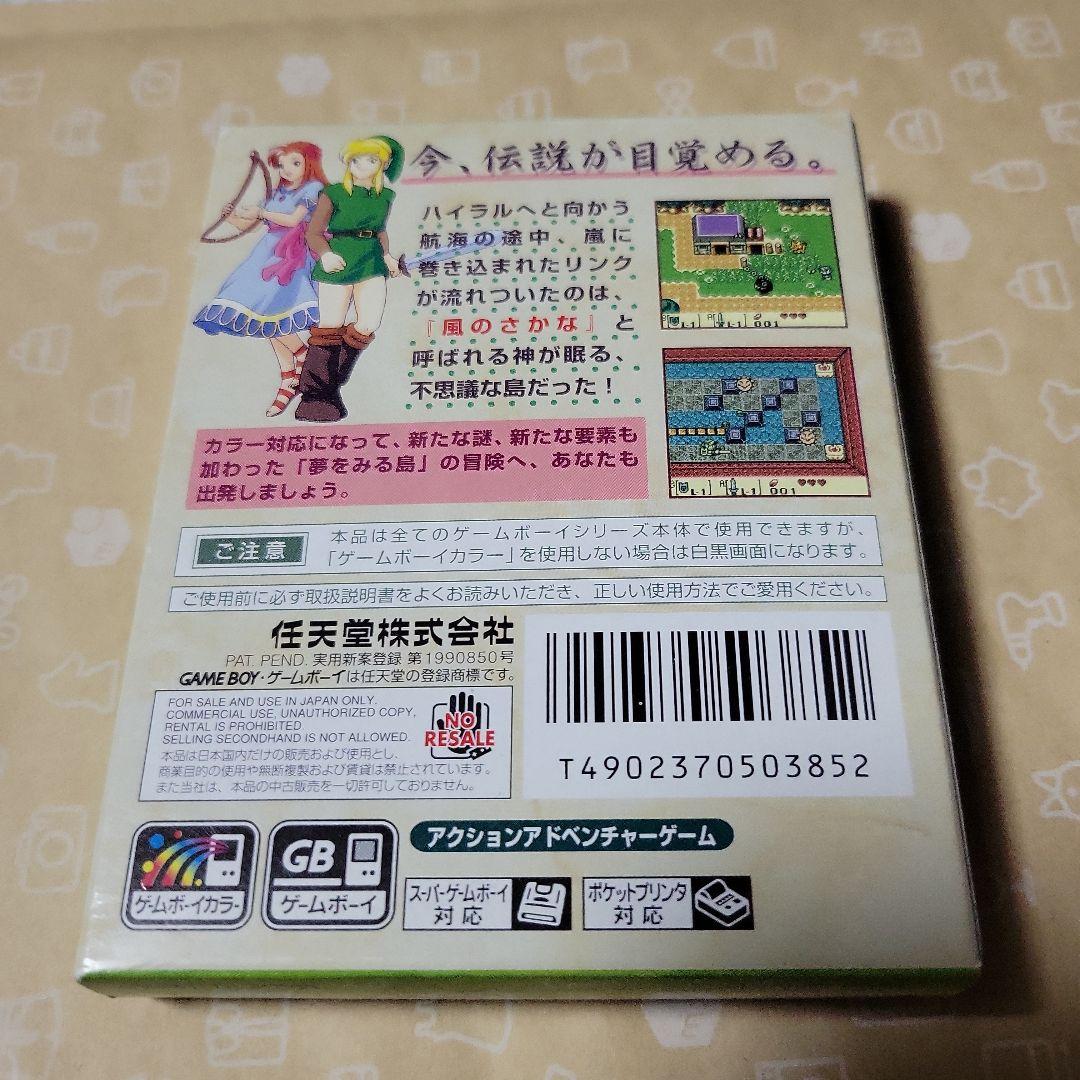 今、伝説が目覚める。
ハイラルへと向かう
航海の途中、嵐に
巻き込まれたリンク
が流れついたのは、
『風のさかな』と
呼ばれる神が眠る、
不思議な島だった！
カラー対応になって、新たな謎、新たな要素も
加わった「夢をみる島」の冒険へ、あなたも
出発しましょう。
L-1 L-1 001
L-1 L-1 001
ご注意
本品は全てのゲームボーイシリーズ本体で使用できますが、
「ゲームボーイカラー」を使用しない場合は白黒画面になります。
ご使用前に必ず取扱説明書をよくお読みいただき、正しい使用方法でご愛用ください。
任天堂株式会社
PAT. PEND. 実用新案登録 第1990850号
GAME BOY・ゲームボーイは任天堂の登録商標です。
FOR SALE AND USE IN JAPAN ONLY.
COMMERCIAL USE, UNAUTHORIZED COPY,
RENTAL IS PROHIBITED
SELLING SECONDHAND IS NOT ALLOWED.
本品は日本国内だけの販売および使用とし、
商業目的の使用や無断複製および賃貸は禁止されています。
また当社は、本品の中古販売を一切許可しておりません。
NO
RESALE
T4902370503852
アクションアドベンチャーゲーム
ゲームボーイカラー
GB
ゲームボーイ
スーパーゲームボーイ
対応
ポケットプリンタ
対応